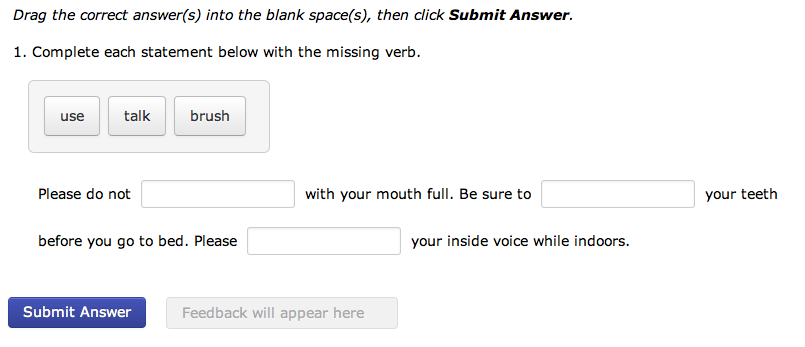 Drag the correct answer(s) into the blank space(s), then click Submit Answer.
1. Complete each statement below with the missing verb.
use talk brush
Please do not with your mouth full. Be sure to your teeth
before you go to bed. Please your inside voice while indoors.
Submit Answer Feedback will appear here